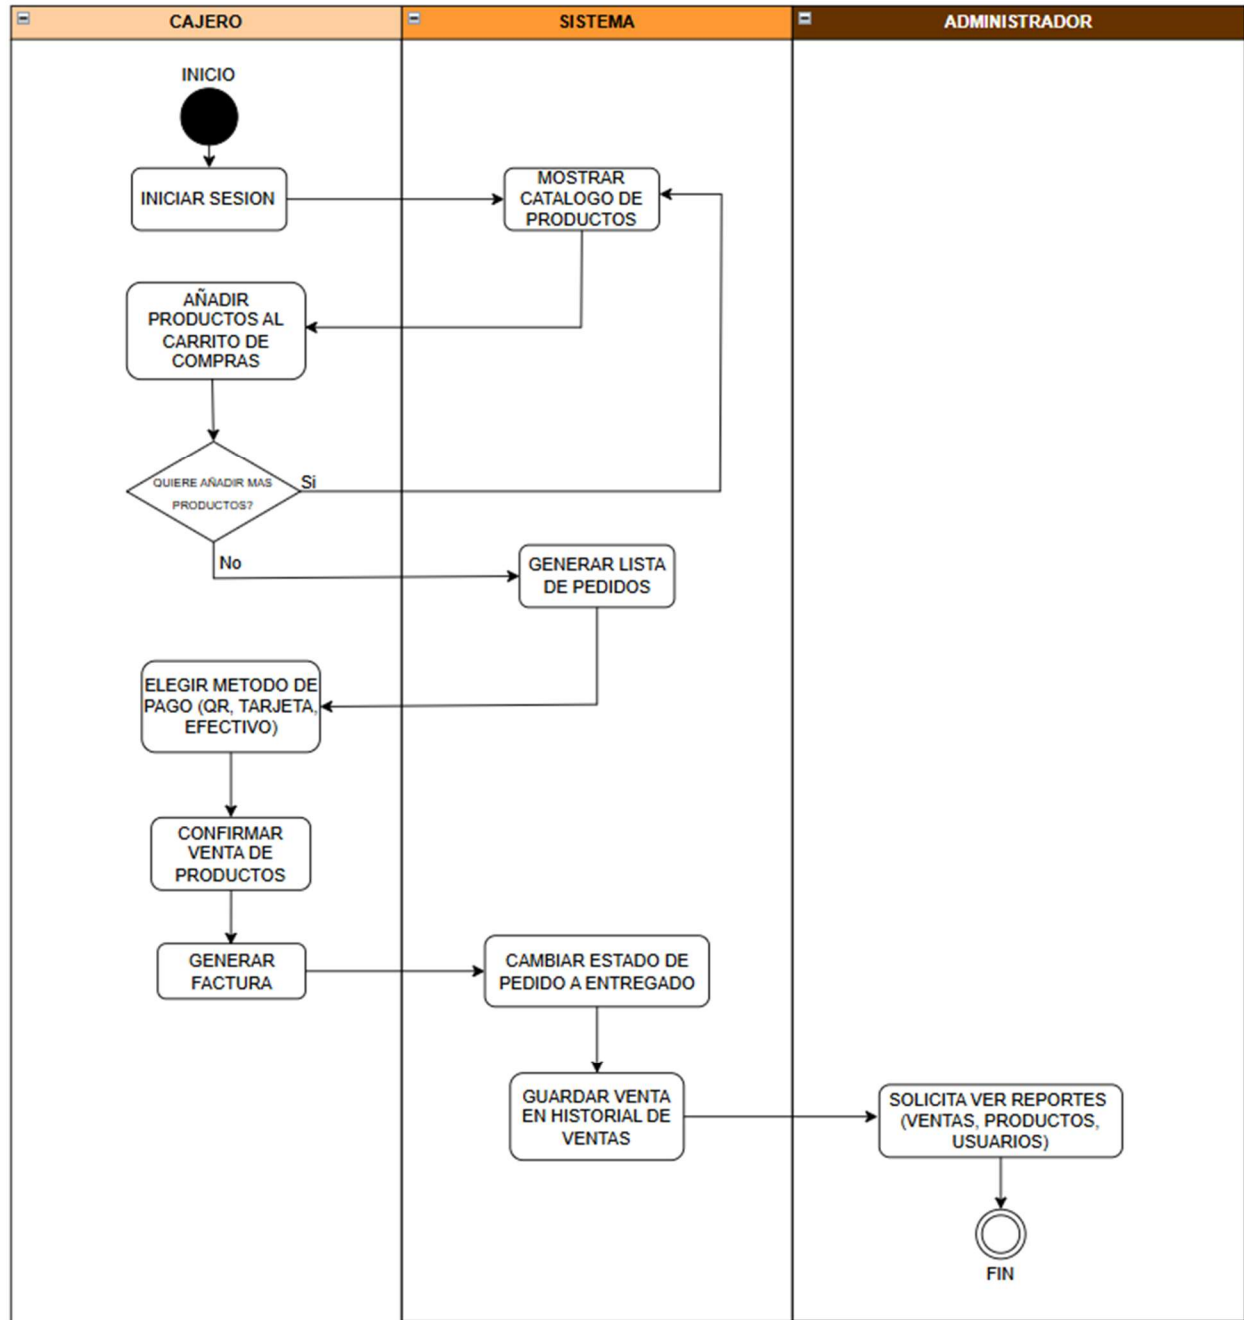 CAJERO
SISTEMA
ADMINISTRADOR
INICIO
INICIAR SESION
MOSTRAR
CATALOGO DE
PRODUCTOS
AÑADIR
PRODUCTOS AL
CARRITO DE
COMPRAS
QUIERE AÑADIR MAS
PRODUCTOS?
Si
No
GENERAR LISTA
DE PEDIDOS
ELEGIR METODO DE
PAGO (QR, TARJETA,
EFECTIVO)
CONFIRMAR
VENTA DE
PRODUCTOS
GENERAR
FACTURA
CAMBIAR ESTADO DE
PEDIDO A ENTREGADO
GUARDAR VENTA
EN HISTORIAL DE
VENTAS
SOLICITA VER REPORTES
(VENTAS, PRODUCTOS,
USUARIOS)
FIN